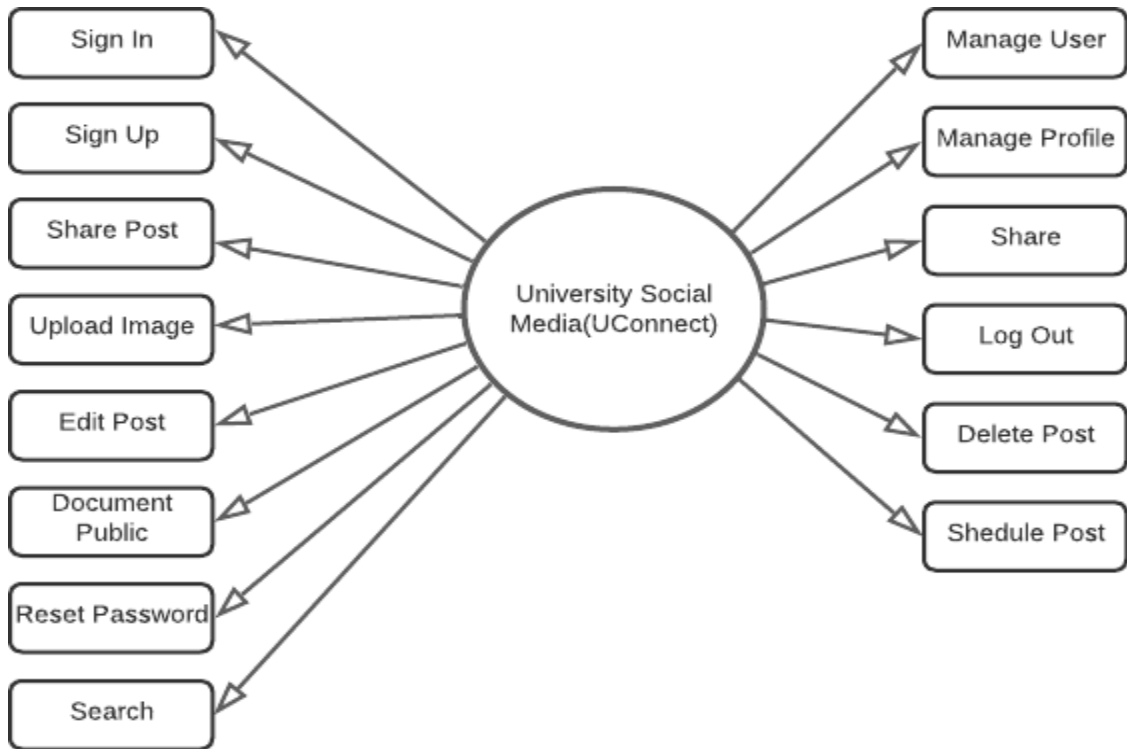 Sign In
Sign Up
Share Post
Upload Image
Edit Post
Document
Public
Reset Password
Search
University Social
Media(UConnect)
Manage User
Manage Profile
Share
Log Out
Delete Post
Shedule Post